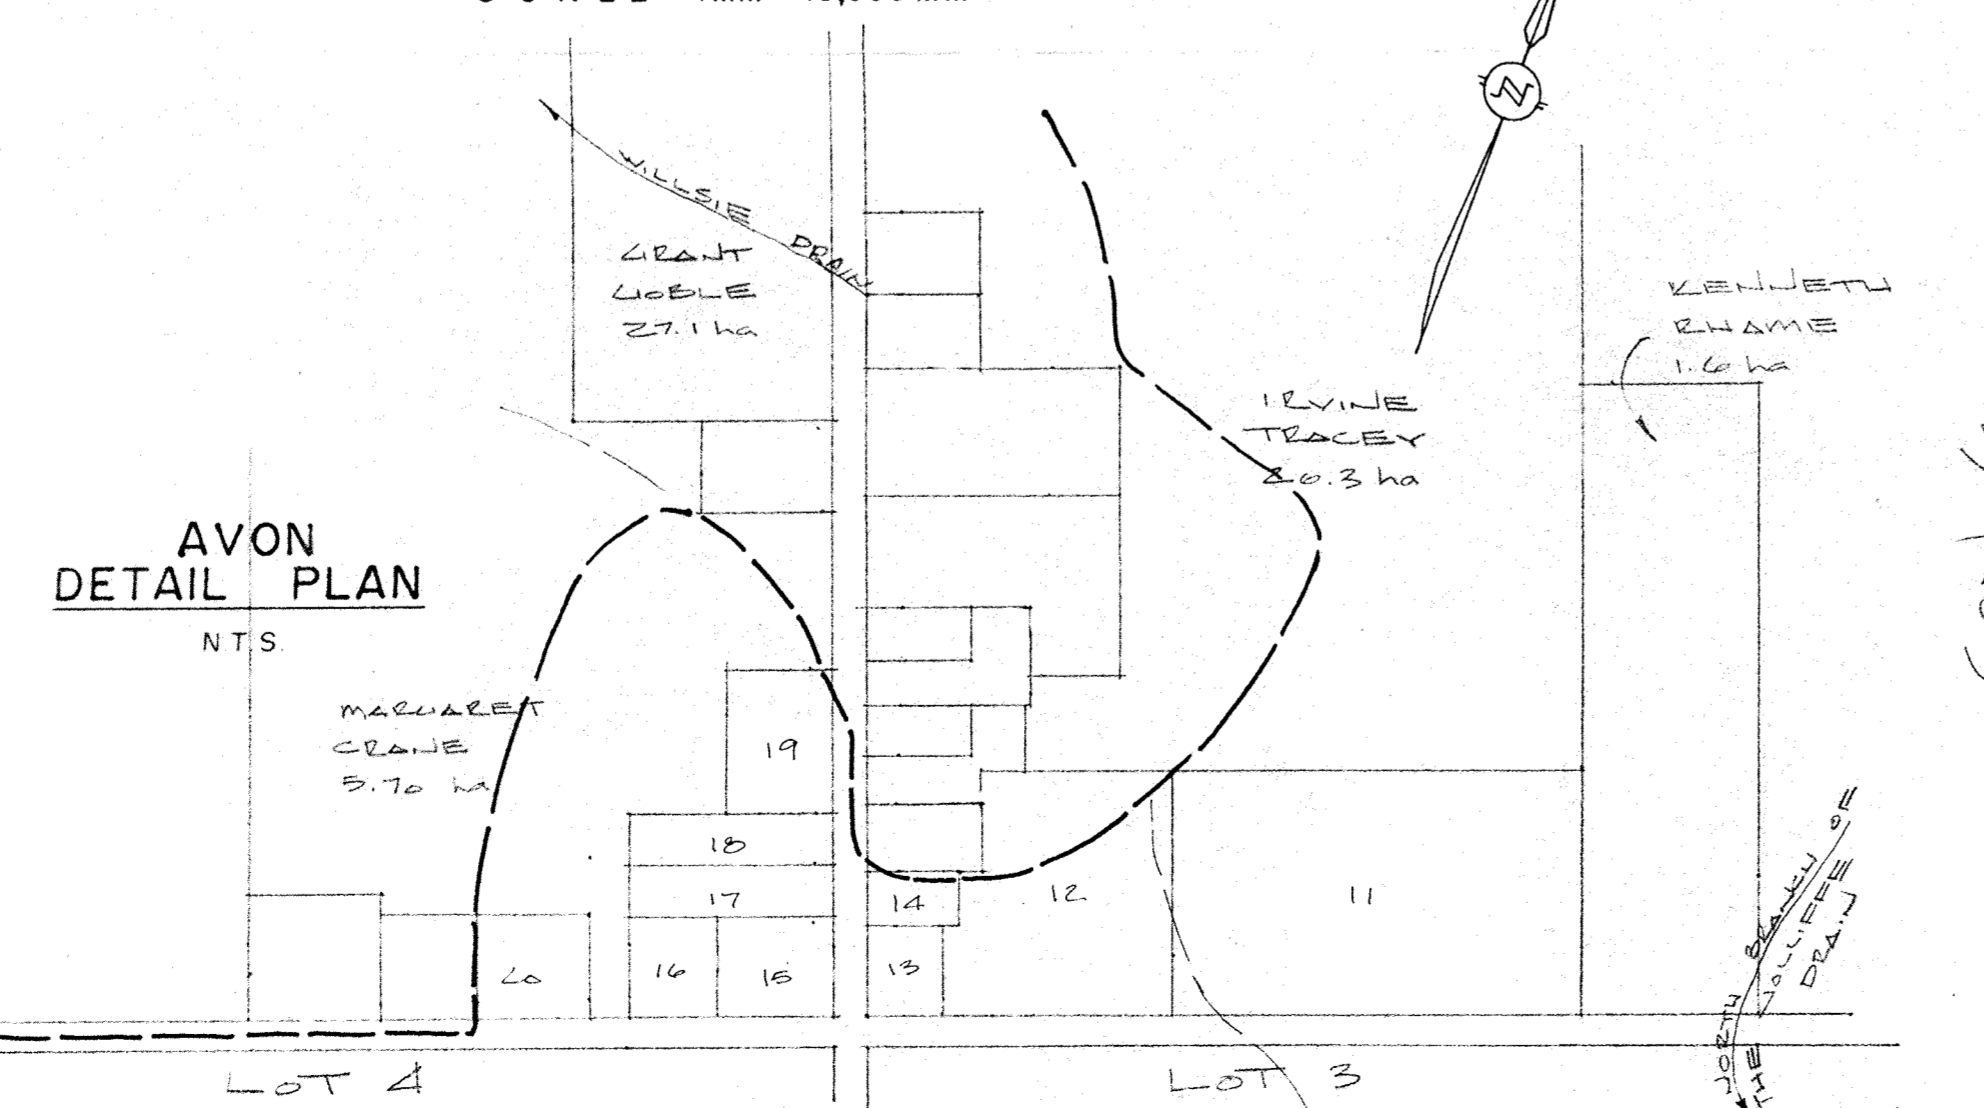 WILLSIE DRAIN
GRANT
GOBLE
27.1 ha
KENNETH
RHAME
1.6 ha
IRVINE
TRACEY
20.3 ha
AVON
DETAIL PLAN
N.T.S.
MARGARET
CRANE
5.70 ha
19
18
17
16
15
20
14
13
12
11
NORTH BRANCH OF
THE JOLLIFFE
DRAIN
LOT 4
LOT 3
N